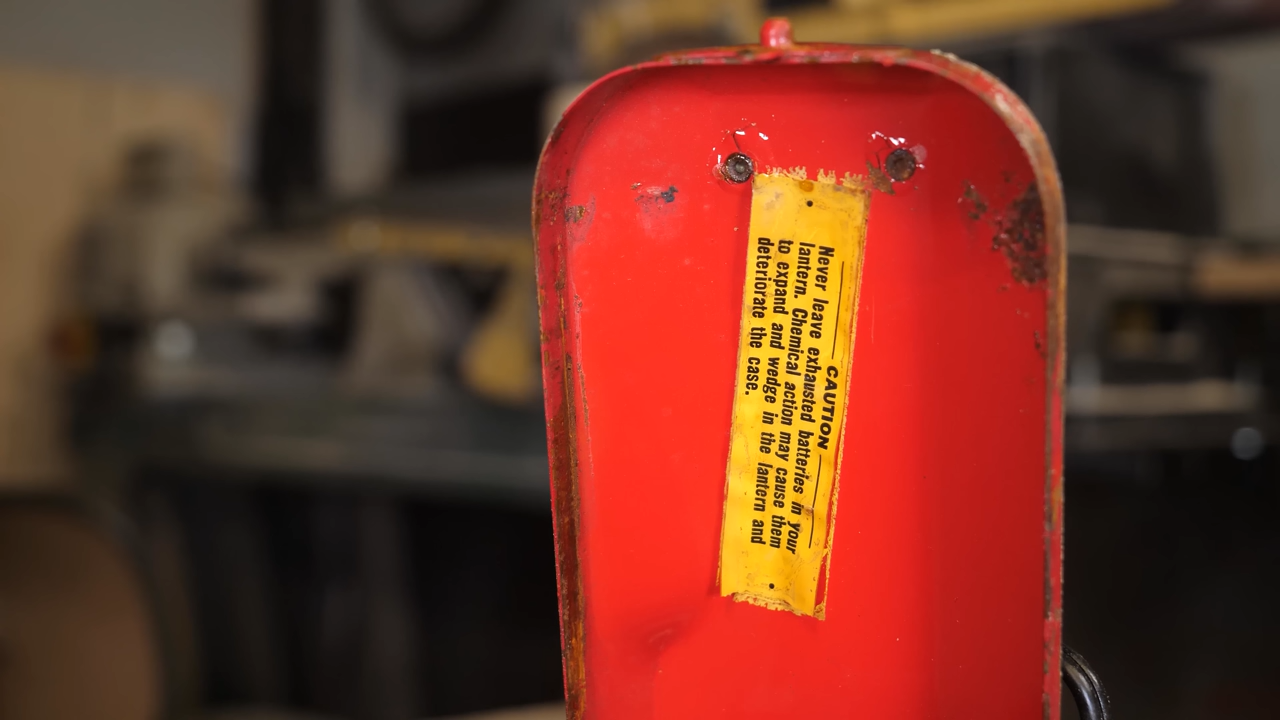 CAUTION
Never leave exhausted batteries in your
lantern. Chemical action may cause them
to expand and wedge in the lantern and
deteriorate the case.